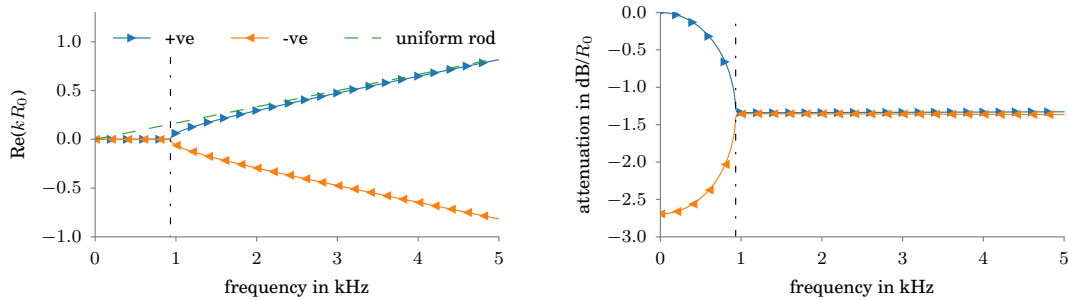 +ve -ve uniform rod
Re(kR₀)
1.0
0.5
0.0
−0.5
−1.0
0 1 2 3 4 5
frequency in kHz
attenuation in dB/R₀
0.0
−0.5
−1.0
−1.5
−2.0
−2.5
−3.0
0 1 2 3 4 5
frequency in kHz